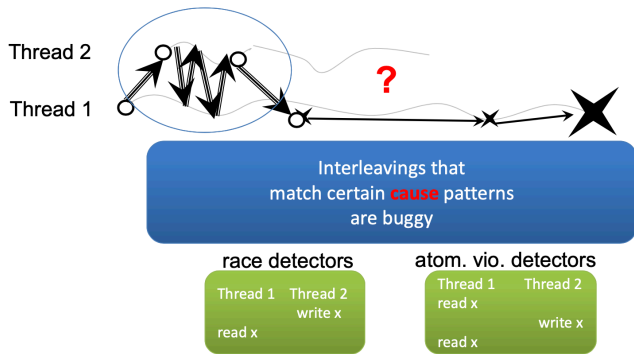 Thread 2
?
Thread 1
Interleavings that
match certain cause patterns
are buggy
race detectors
atom. vio. detectors
Thread 1 Thread 2
write x
read x
Thread 1 Thread 2
read x
write x
read x